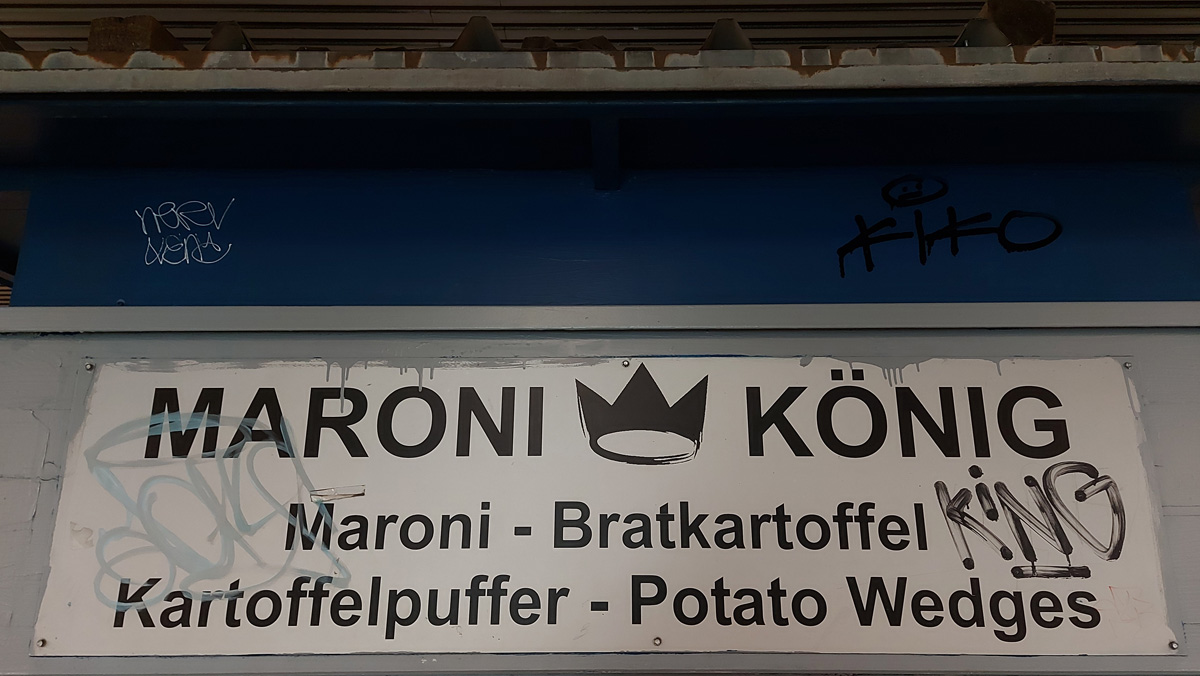 KIKO
MARONI KÖNIG
KiNG
Maroni - Bratkartoffel
Kartoffelpuffer - Potato Wedges